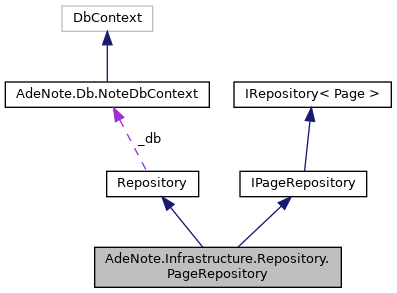 DbContext
AdeNote.Db.NoteDbContext
IRepository< Page >
_db
Repository
IPageRepository
AdeNote.Infrastructure.Repository.
PageRepository